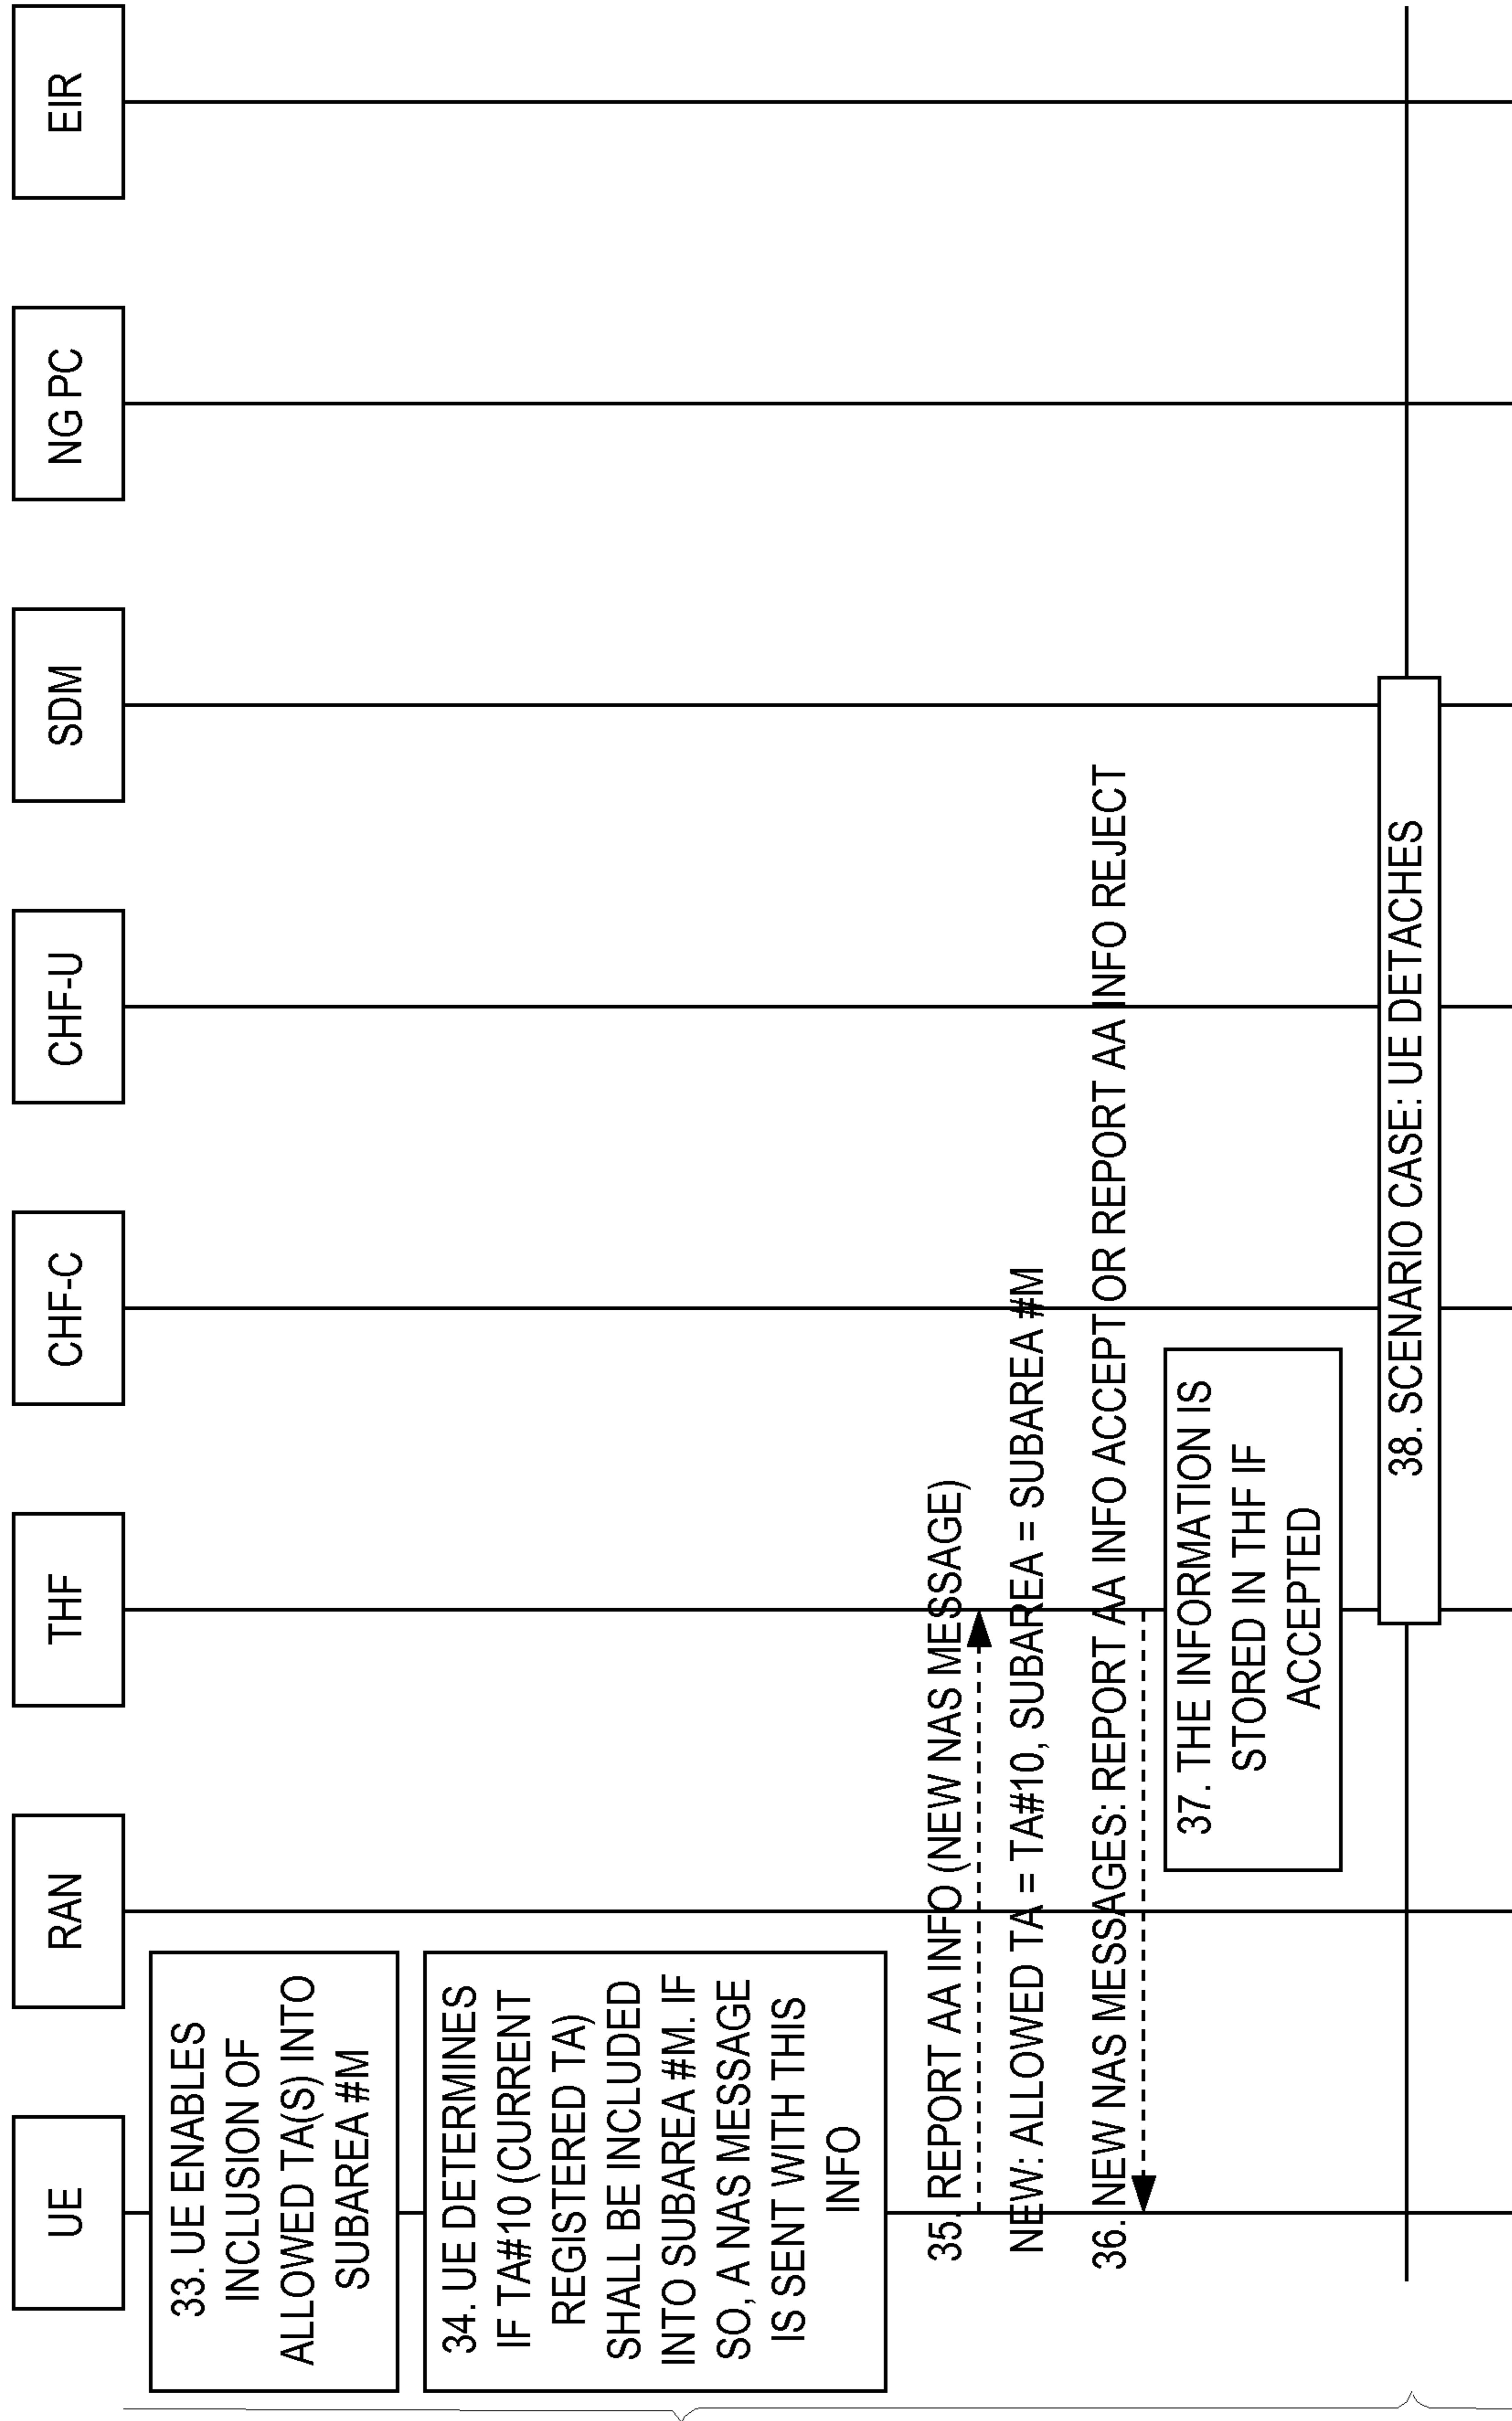 UE
RAN
THF
CHF-C
CHF-U
SDM
NG PC
EIR
33. UE ENABLES
INCLUSION OF
ALLOWED TA(S) INTO
SUBAREA #M
34. UE DETERMINES
IF TA#10 (CURRENT
REGISTERED TA)
SHALL BE INCLUDED
INTO SUBAREA #M. IF
SO, A NAS MESSAGE
IS SENT WITH THIS
INFO
35. REPORT AA INFO (NEW NAS MESSAGE)
NEW: ALLOWED TA = TA#10, SUBAREA = SUBAREA #M
36. NEW NAS MESSAGES: REPORT AA INFO ACCEPT OR REPORT AA INFO REJECT
37. THE INFORMATION IS
STORED IN THF IF
ACCEPTED
38. SCENARIO CASE: UE DETACHES